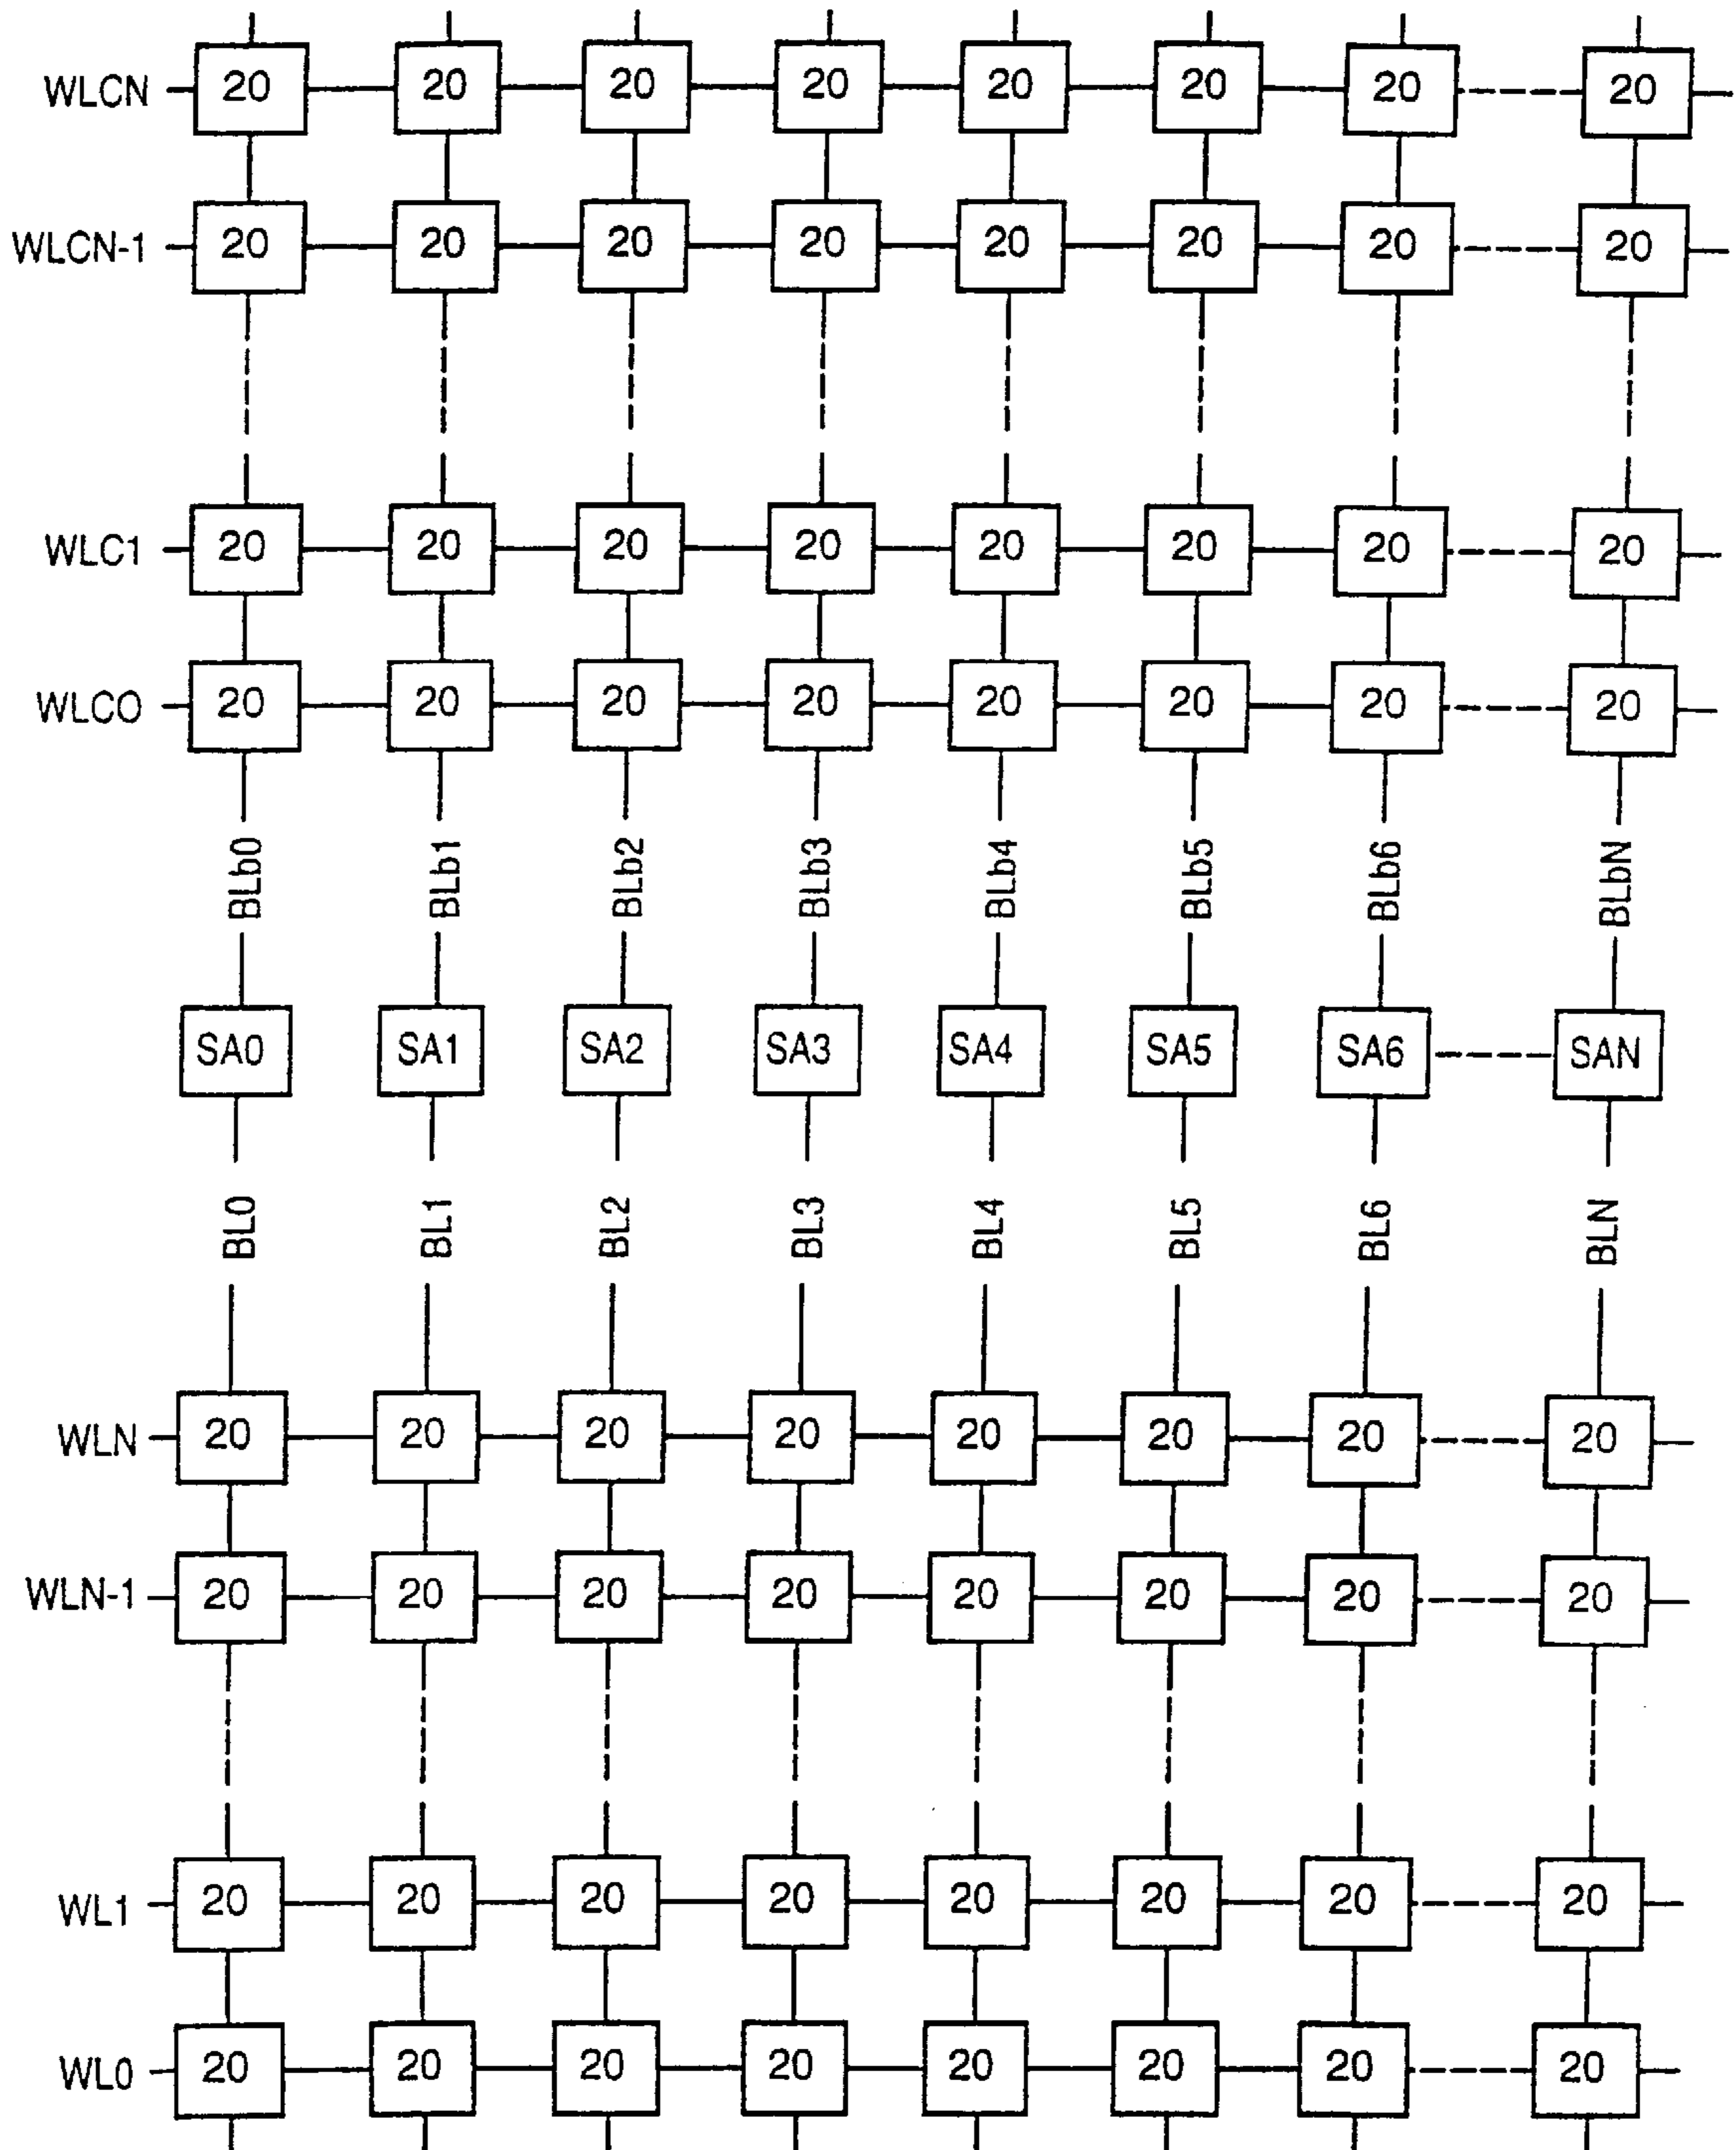 WLCN 20 20 20 20 20 20 20 20
WLCN-1 20 20 20 20 20 20 20 20
WLC1 20 20 20 20 20 20 20 20
WLCO 20 20 20 20 20 20 20 20
BLb0 BLb1 BLb2 BLb3 BLb4 BLb5 BLb6 BLbN
SA0 SA1 SA2 SA3 SA4 SA5 SA6 SAN
BL0 BL1 BL2 BL3 BL4 BL5 BL6 BLN
WLN 20 20 20 20 20 20 20 20
WLN-1 20 20 20 20 20 20 20 20
WL1 20 20 20 20 20 20 20 20
WL0 20 20 20 20 20 20 20 20